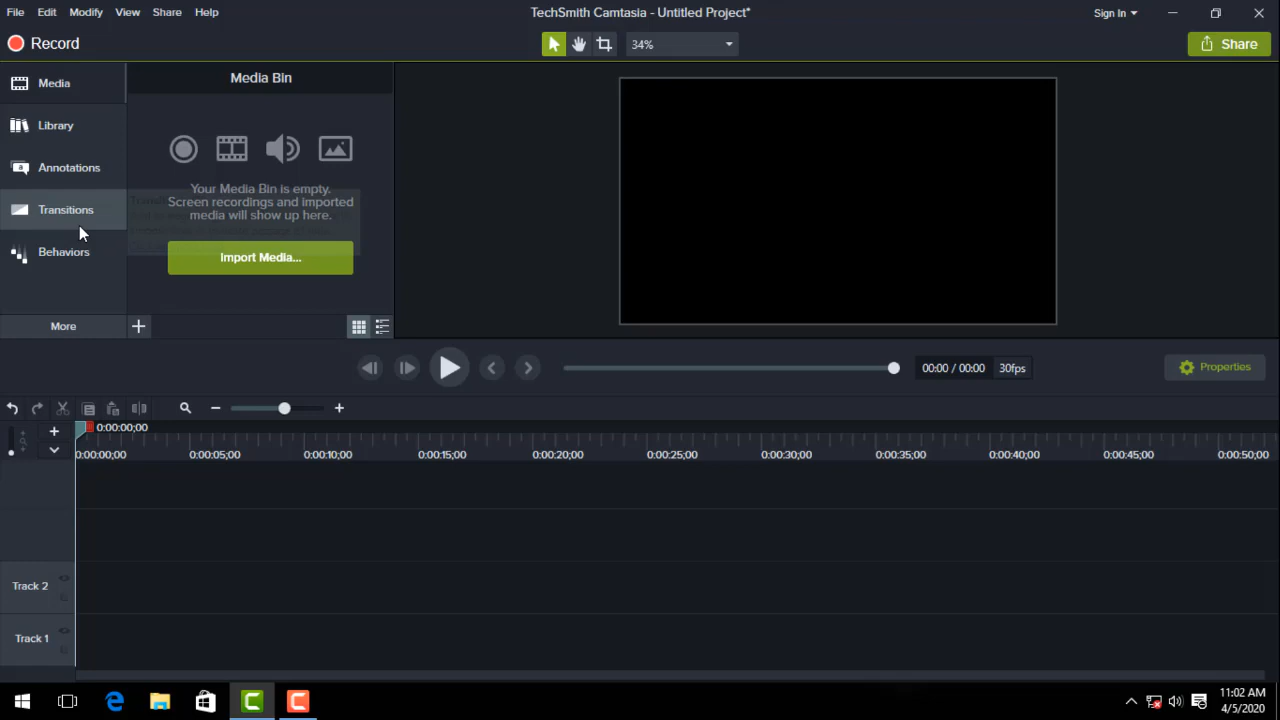 File Edit Modify View Share Help
TechSmith Camtasia - Untitled Project*
Sign In
Record
34%
Share
Media
Library
Annotations
Transitions
Behaviors
More
Media Bin
Your Media Bin is empty.
Screen recordings and imported
media will show up here.
Import Media...
00:00 / 00:00
30fps
Properties
0:00:00;00
0:00:00;00 0:00:05;00 0:00:10;00 0:00:15;00 0:00:20;00 0:00:25;00 0:00:30;00 0:00:35;00 0:00:40;00 0:00:45;00 0:00:50;00
Track 2
Track 1
11:02 AM
4/5/2020